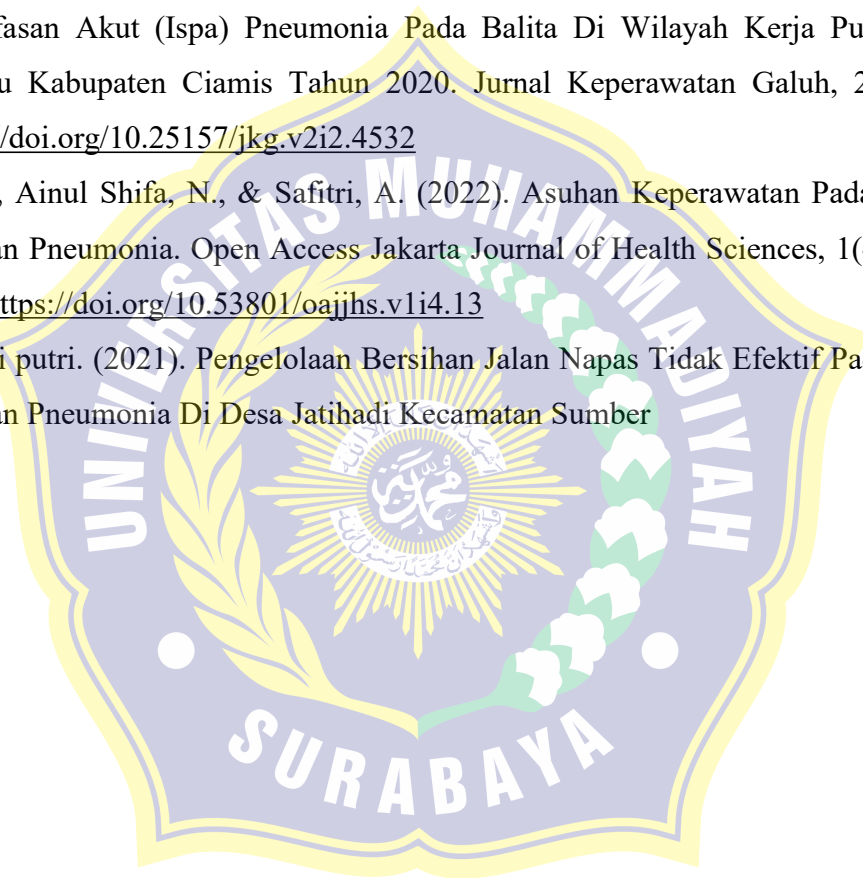 fasan Akut (Ispa) Pneumonia Pada Balita Di Wilayah Kerja Pu
u Kabupaten Ciamis Tahun 2020. Jurnal Keperawatan Galuh, 2
//doi.org/10.25157/jkg.v2i2.4532
, Ainul Shifa, N., & Safitri, A. (2022). Asuhan Keperawatan Pada
an Pneumonia. Open Access Jakarta Journal of Health Sciences, 1(
ttps://doi.org/10.53801/oajjhs.v1i4.13
i putri. (2021). Pengelolaan Bersihan Jalan Napas Tidak Efektif Pa
an Pneumonia Di Desa Jatihadi Kecamatan Sumber
UNIVERSITAS MUHAMMADIYAH
محمد
SURABAYA